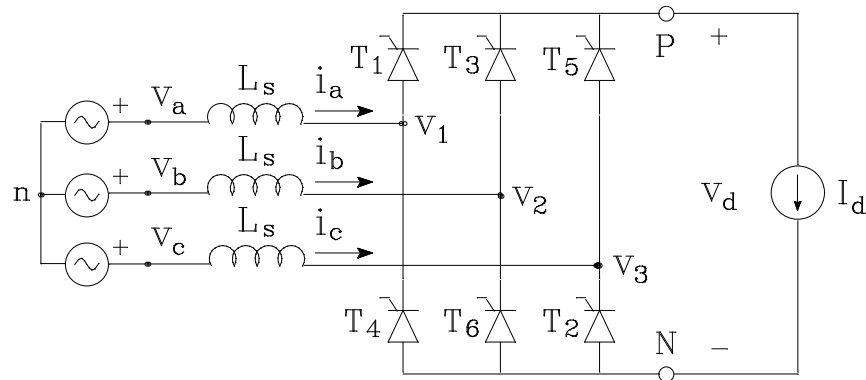 P +
T1 T3 T5
Ls ia
+ va v1
Ls ib
n + vb v2 vd Id
Ls ic
+ vc v3
T4 T6 T2 N -